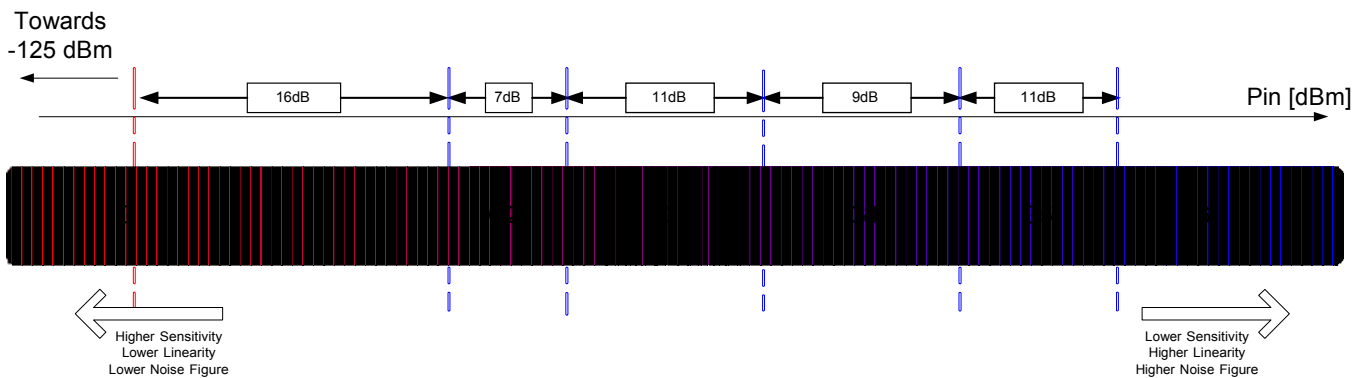 Towards
-125 dBm
16dB
7dB
11dB
9dB
11dB
Pin [dBm]
Higher Sensitivity
Lower Linearity
Lower Noise Figure
Lower Sensitivity
Higher Linearity
Higher Noise Figure